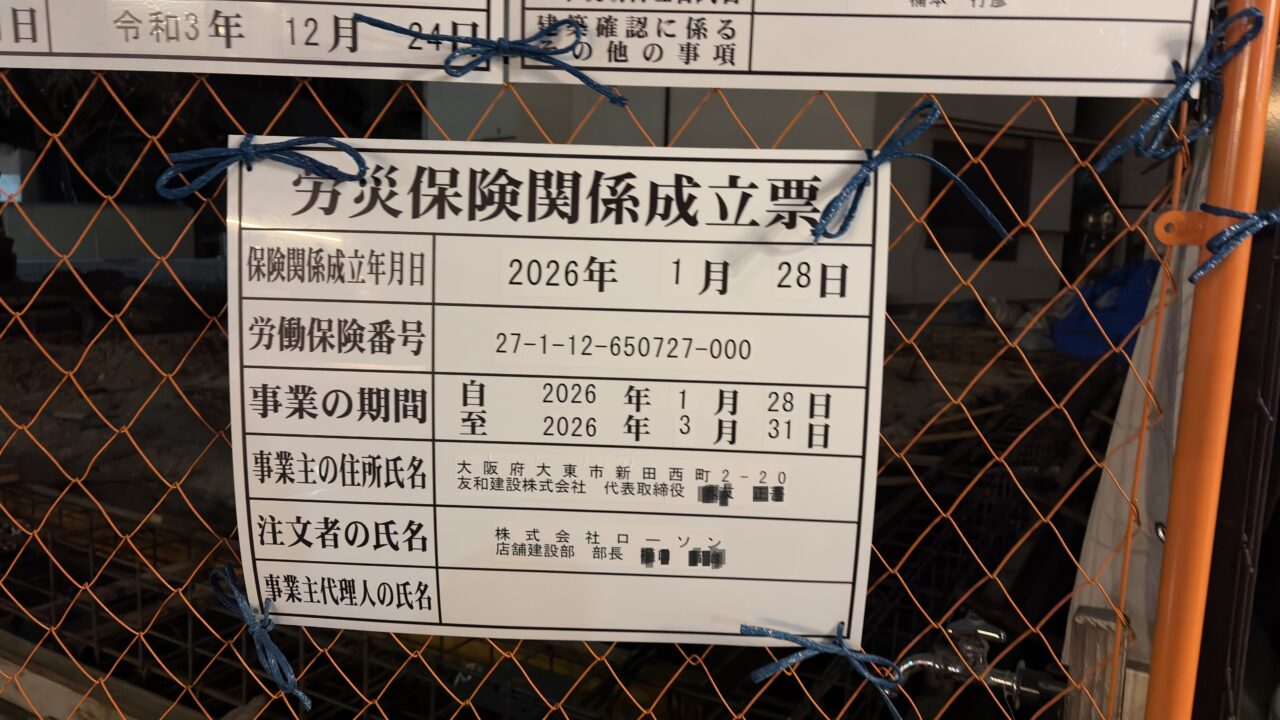 日 令和3年 12月 24日
建築確認に係る
その他の事項
労災保険関係成立票
保険関係成立年月日 2026年 1月 28日
労働保険番号 27-1-12-650727-000
事業の期間 自 2026 年 1 月 28 日
至 2026 年 3 月 31 日
事業主の住所氏名 大阪府大東市新田西町2-20
友和建設株式会社 代表取締役
注文者の氏名 株式会社ローソン
店舗建設部 部長
事業主代理人の氏名